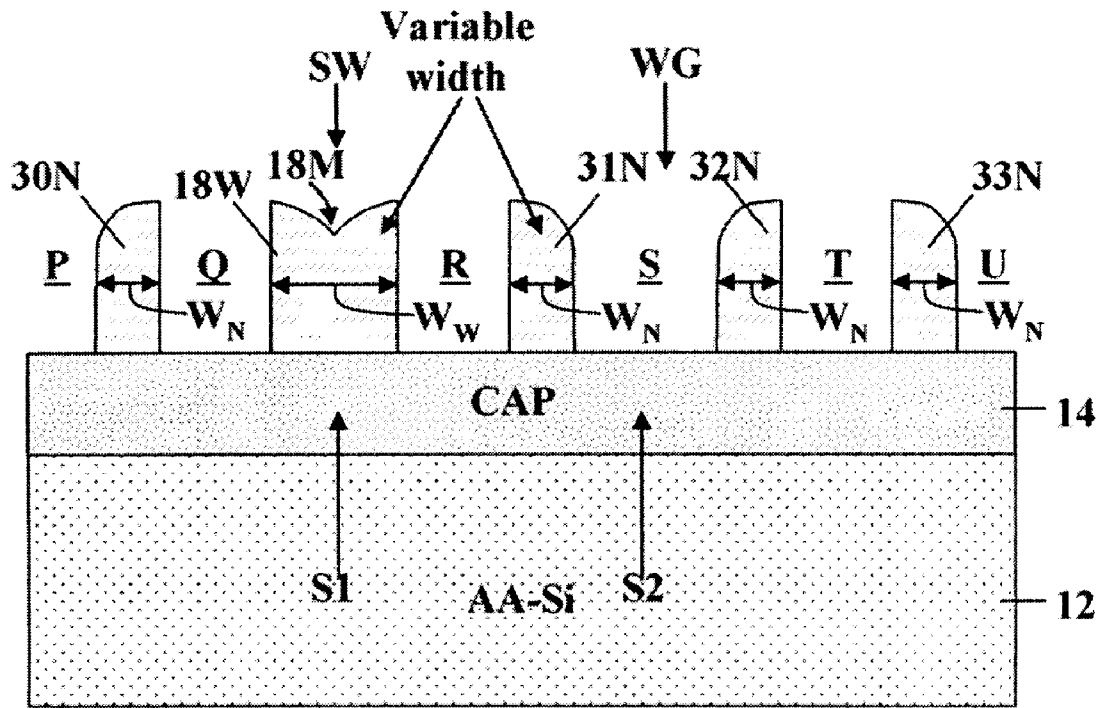 Variable
width
SW
WG
30N
18W
18M
31N
32N
33N
P
Q
R
S
T
U
W_N
W_W
W_N
W_N
W_N
CAP
14
S1
AA-Si
S2
12